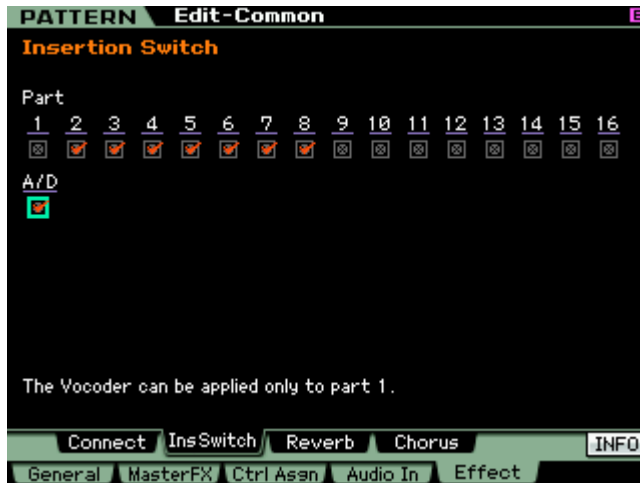 PATTERN Edit-Common
Insertion Switch
Part
1 2 3 4 5 6 7 8 9 10 11 12 13 14 15 16
A/D
The Vocoder can be applied only to part 1.
Connect InsSwitch Reverb Chorus INFO
General MasterFX Ctrl Asgn Audio In Effect